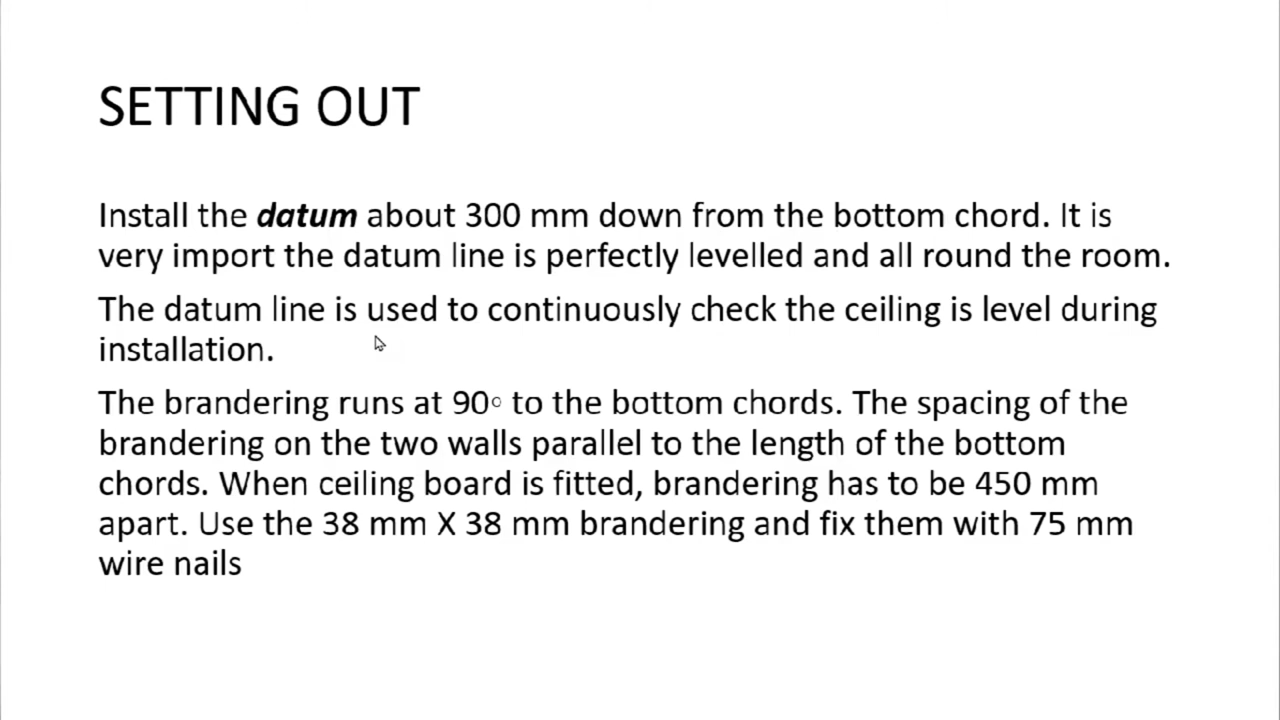 SETTING OUT
Install the datum about 300 mm down from the bottom chord. It is
very import the datum line is perfectly levelled and all round the room.
The datum line is used to continuously check the ceiling is level during
installation.
The brandering runs at 90° to the bottom chords. The spacing of the
brandering on the two walls parallel to the length of the bottom
chords. When ceiling board is fitted, brandering has to be 450 mm
apart. Use the 38 mm X 38 mm brandering and fix them with 75 mm
wire nails